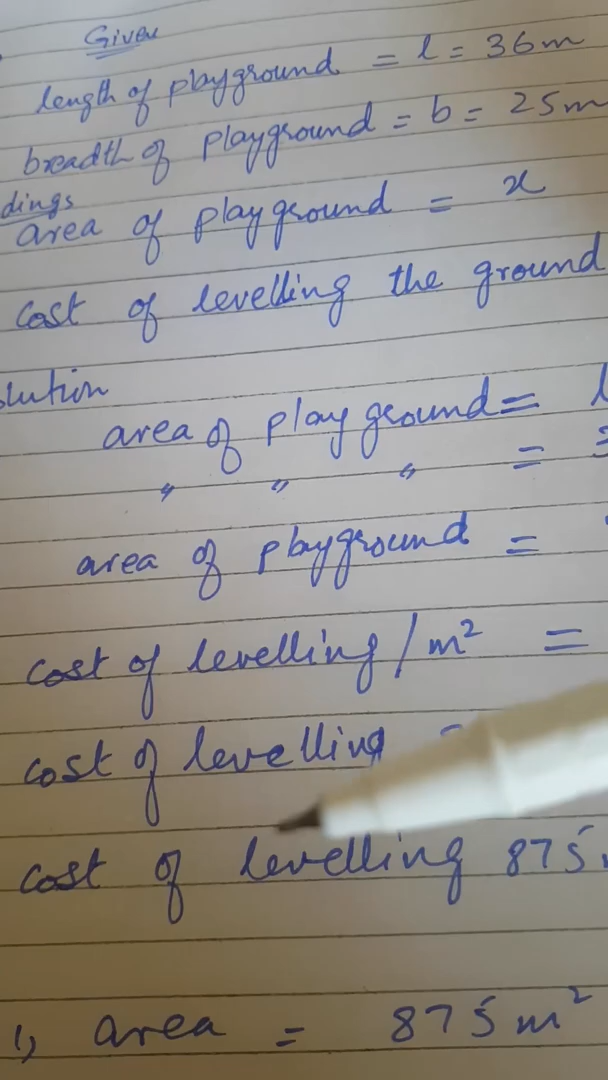 Given
length of playground = l = 36m
breadth of playground = b = 25m
dings
area of playground = x
cost of levelling the ground
olution
area of playground = l
" " " =
area of playground =
cost of levelling / m² =
cost of levelling
cost of levelling 875
1, area = 875 m²